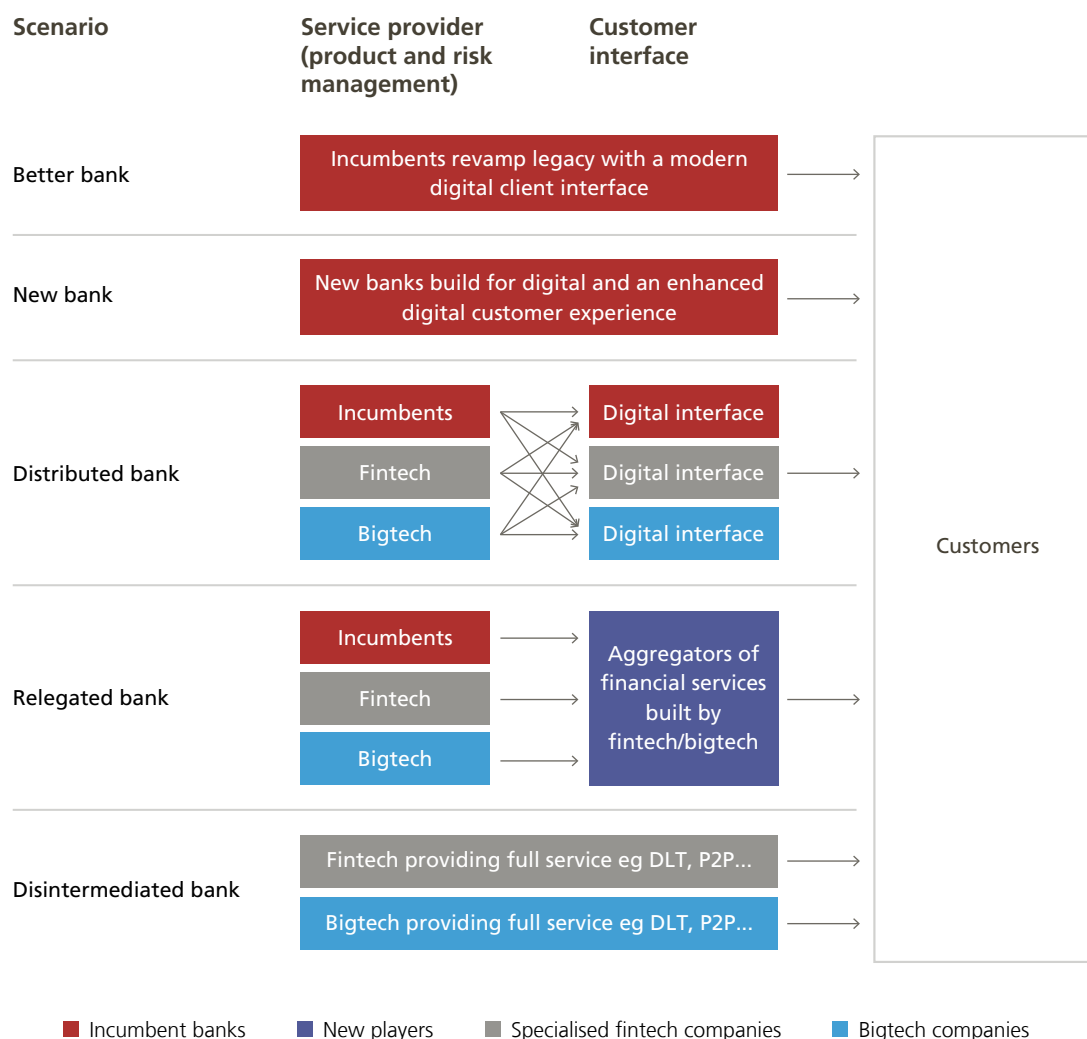 Scenario
Service provider
(product and risk
management)
Customer
interface
Better bank
Incumbents revamp legacy with a modern
digital client interface
New bank
New banks build for digital and an enhanced
digital customer experience
Distributed bank
Incumbents
Digital interface
Fintech
Digital interface
Bigtech
Digital interface
Customers
Relegated bank
Incumbents
Fintech
Bigtech
Aggregators of
financial services
built by
fintech/bigtech
Disintermediated bank
Fintech providing full service eg DLT, P2P...
Bigtech providing full service eg DLT, P2P...
Incumbent banks
New players
Specialised fintech companies
Bigtech companies